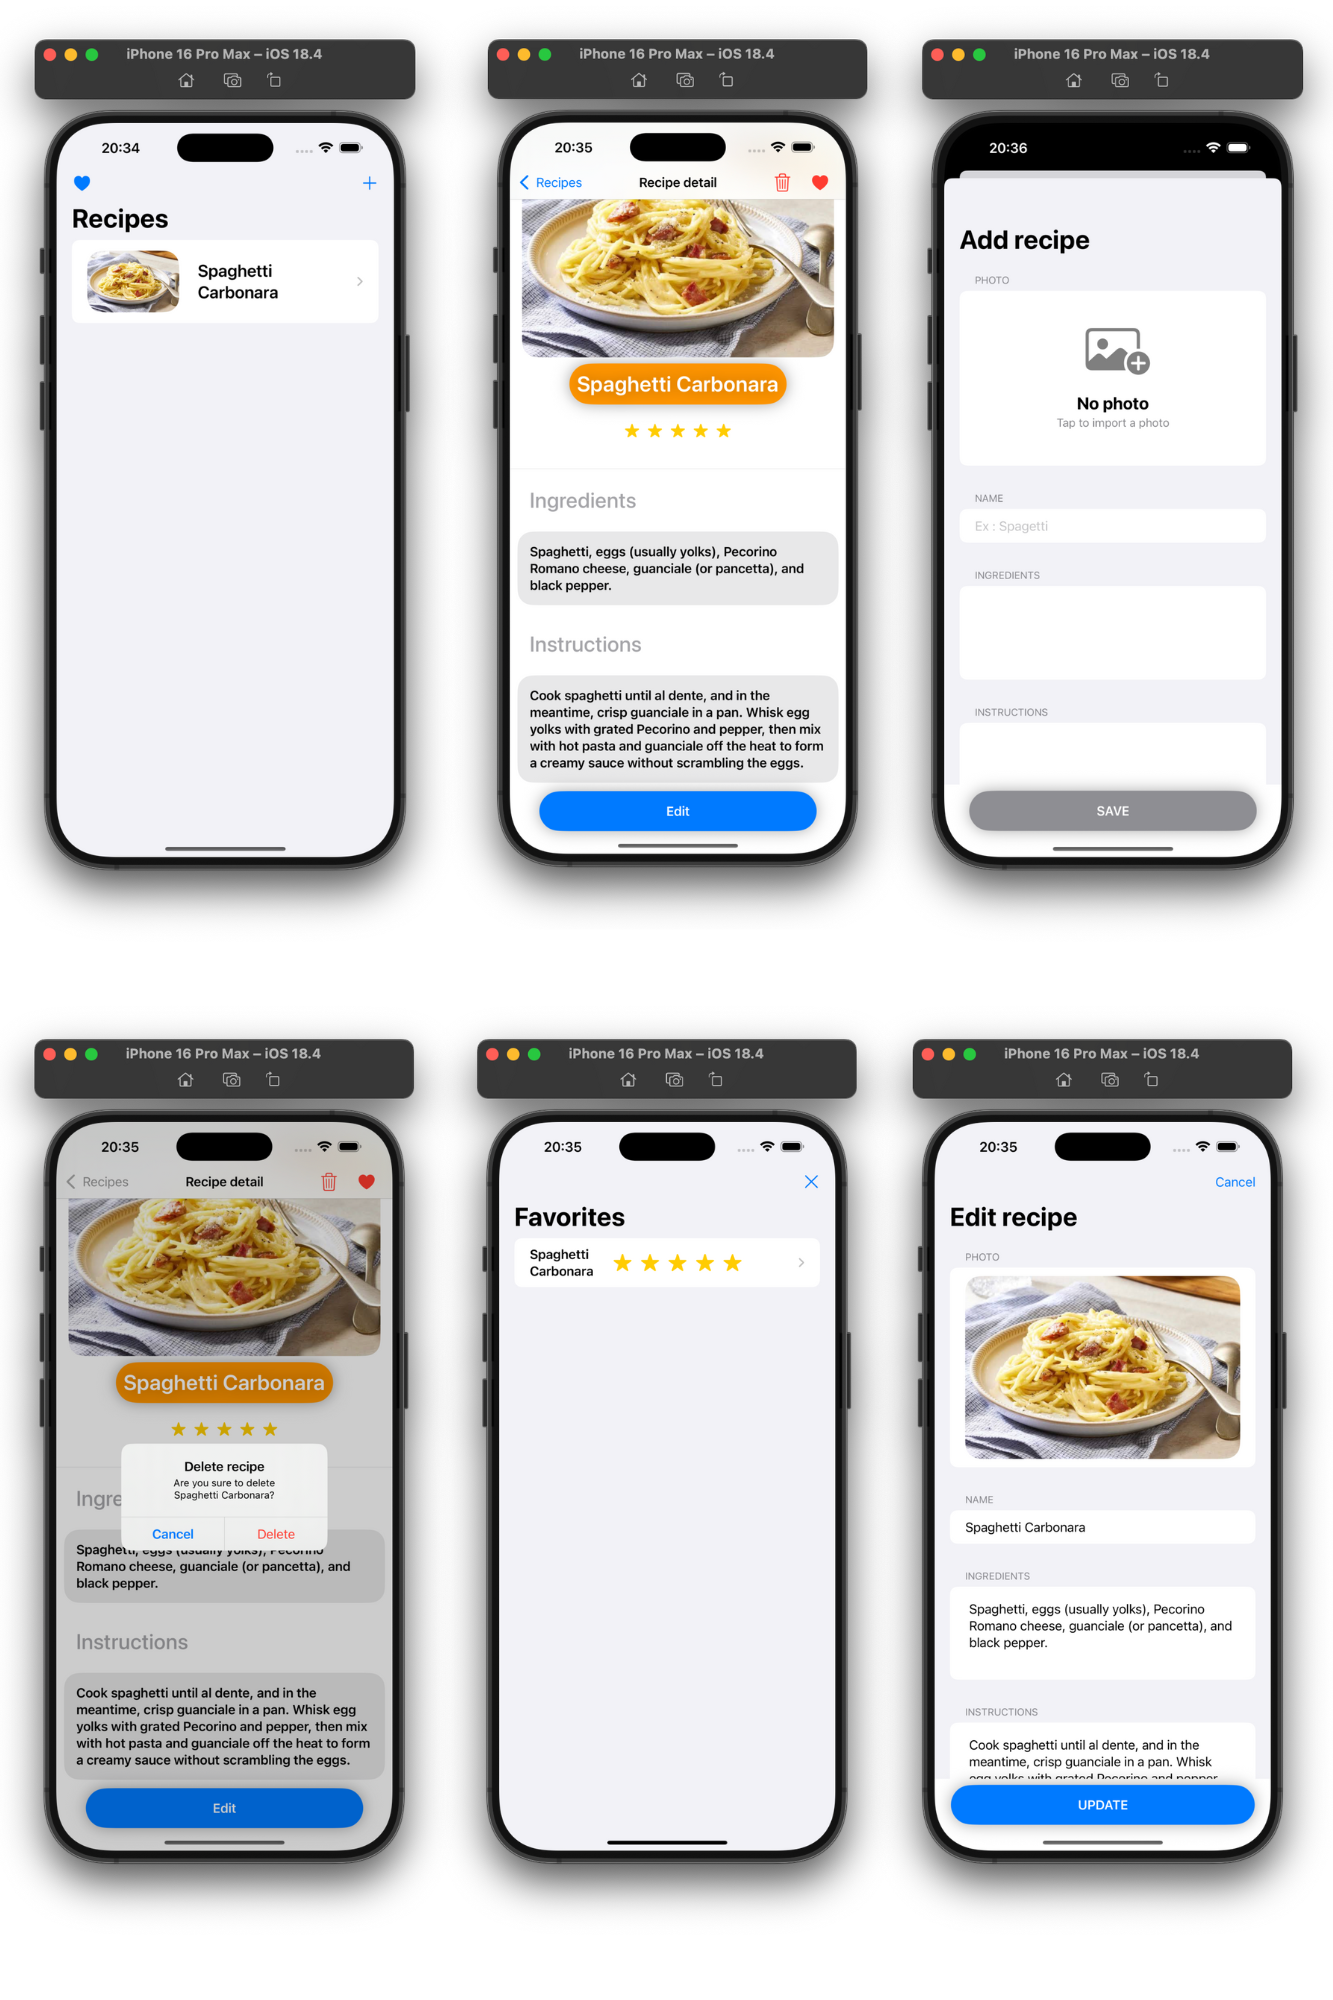 iPhone 16 Pro Max – iOS 18.4
20:34
Recipes
Spaghetti
Carbonara
iPhone 16 Pro Max – iOS 18.4
20:35
Recipes
Recipe detail
Spaghetti Carbonara
Ingredients
Spaghetti, eggs (usually yolks), Pecorino
Romano cheese, guanciale (or pancetta), and
black pepper.
Instructions
Cook spaghetti until al dente, and in the
meantime, crisp guanciale in a pan. Whisk egg
yolks with grated Pecorino and pepper, then mix
with hot pasta and guanciale off the heat to form
a creamy sauce without scrambling the eggs.
Edit
iPhone 16 Pro Max – iOS 18.4
20:36
Add recipe
PHOTO
No photo
Tap to import a photo
NAME
Ex : Spagetti
INGREDIENTS
INSTRUCTIONS
SAVE
iPhone 16 Pro Max – iOS 18.4
20:35
Recipes
Recipe detail
Spaghetti Carbonara
Delete recipe
Are you sure to delete
Spaghetti Carbonara?
Cancel
Delete
Ingre
Spaghetti, eggs (usually yolks), Pecorino
Romano cheese, guanciale (or pancetta), and
black pepper.
Instructions
Cook spaghetti until al dente, and in the
meantime, crisp guanciale in a pan. Whisk egg
yolks with grated Pecorino and pepper, then mix
with hot pasta and guanciale off the heat to form
a creamy sauce without scrambling the eggs.
Edit
iPhone 16 Pro Max – iOS 18.4
20:35
Favorites
Spaghetti
Carbonara
iPhone 16 Pro Max – iOS 18.4
20:35
Cancel
Edit recipe
PHOTO
NAME
Spaghetti Carbonara
INGREDIENTS
Spaghetti, eggs (usually yolks), Pecorino
Romano cheese, guanciale (or pancetta), and
black pepper.
INSTRUCTIONS
Cook spaghetti until al dente, and in the
meantime, crisp guanciale in a pan. Whisk
egg yolks with grated Pecorino and pepper
UPDATE